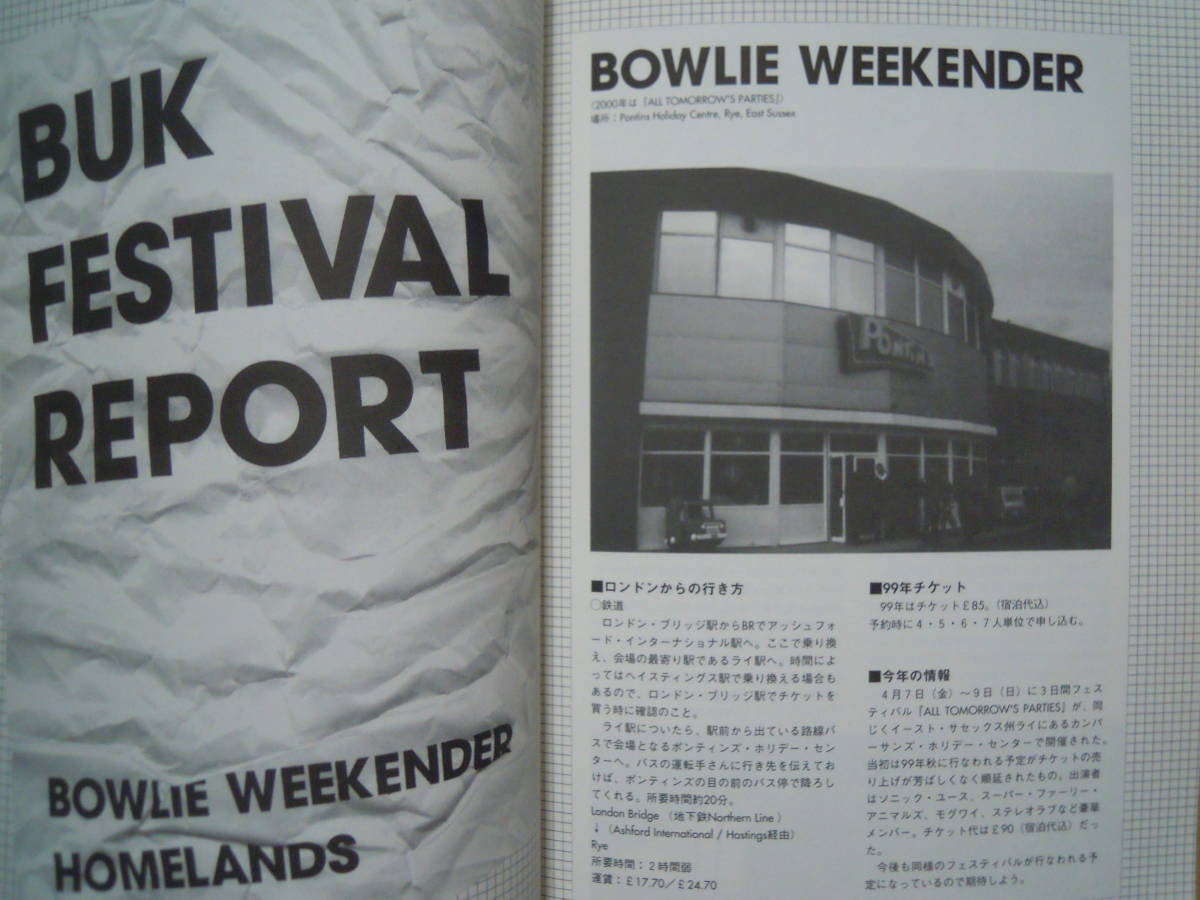 BUK
FESTIVAL
REPORT
BOWLIE WEEKENDER
HOMELANDS
BOWLIE WEEKENDER
(2000年は「ALL TOMORROW'S PARTIES」)
場所：Pontins Holiday Centre, Rye, East Sussex
PONTIN'S
■ロンドンからの行き方
○鉄道
ロンドン・ブリッジ駅からBRでアッシュフォ
ード・インターナショナル駅へ。ここで乗り換
え、会場の最寄り駅であるライ駅へ。時間によ
ってはヘイスティングス駅で乗り換える場合も
あるので、ロンドン・ブリッジ駅でチケットを
買う時に確認のこと。
ライ駅についたら、駅前から出ている路線バ
スで会場となるポンティンズ・ホリデー・セン
ターへ。バスの運転手さんに行き先を伝えてお
けば、ポンティンズの目の前のバス停で降ろし
てくれる。所要時間約20分。
London Bridge （地下鉄Northern Line）
↓（Ashford International / Hastings経由）
Rye
所要時間：２時間弱
運賃：£17.70／£24.70
■99年チケット
99年はチケット£85。（宿泊代込）
予約時に４・５・６・７人単位で申し込む。
■今年の情報
４月７日（金）〜９日（日）に３日間フェス
ティバル「ALL TOMORROW'S PARTIES」が、同
じくイースト・サセックス州ライにあるカンバ
ーサンズ・ホリデー・センターで開催された。
当初は99年秋に行なわれる予定がチケットの売
り上げが芳ばしくなく順延されたもの。出演者
はソニック・ユース、スーパー・ファーリー・
アニマルズ、モグワイ、ステレオラブなど豪華
メンバー。チケット代は£90（宿泊代込）だっ
た。
今後も同様のフェスティバルが行なわれる予
定になっているので期待しよう。